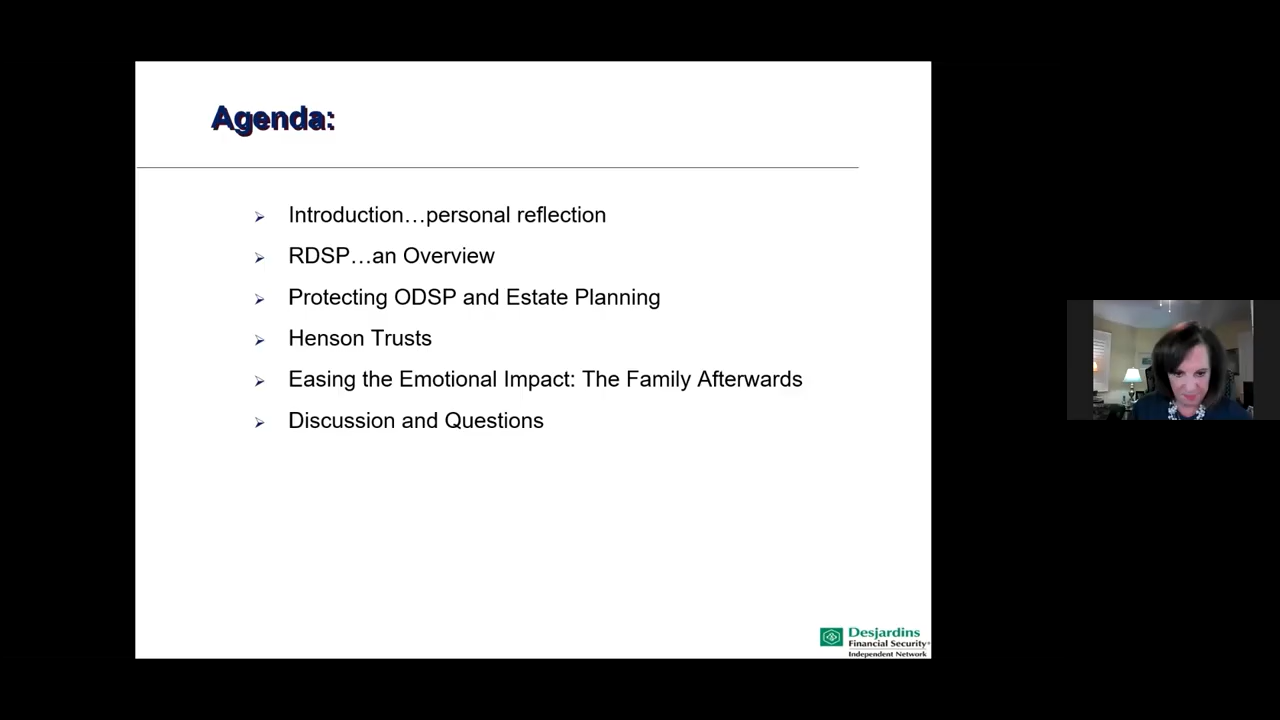 Agenda:
Introduction…personal reflection
RDSP…an Overview
Protecting ODSP and Estate Planning
Henson Trusts
Easing the Emotional Impact: The Family Afterwards
Discussion and Questions
Desjardins
Financial Security®
Independent Network